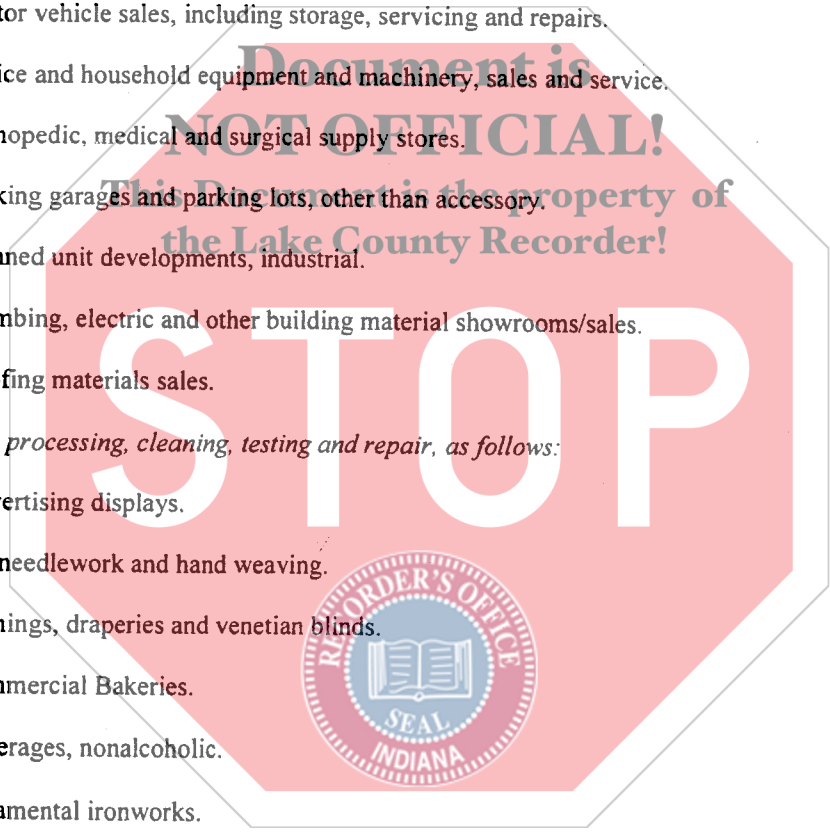 tor vehicle sales, including storage, servicing and repairs.
Document is
ice and household equipment and machinery, sales and service.
NOT OFFICIAL!
hopedic, medical and surgical supply stores.
This Document is the property of
king garages and parking lots, other than accessory.
the Lake County Recorder!
nned unit developments, industrial.
mbing, electric and other building material showrooms/sales.
fing materials sales.
STOP
processing, cleaning, testing and repair, as follows:
ertising displays.
needlework and hand weaving.
nings, draperies and venetian blinds.
mmercial Bakeries.
erages, nonalcoholic.
amental ironworks.
RECORDER'S OFFICE
SEAL
INDIANA